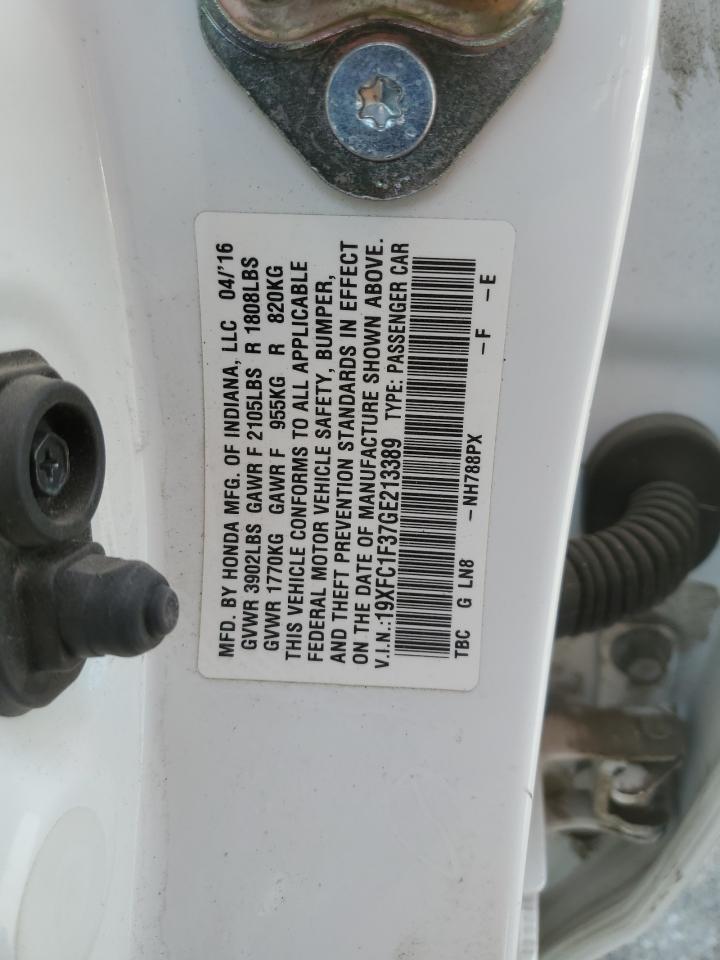 MFD. BY HONDA MFG. OF INDIANA, LLC 04/'16
GVWR 3902LBS GAWR F 2105LBS R 1808LBS
GVWR 1770KG GAWR F 955KG R 820KG
THIS VEHICLE CONFORMS TO ALL APPLICABLE
FEDERAL MOTOR VEHICLE SAFETY, BUMPER,
AND THEFT PREVENTION STANDARDS IN EFFECT
ON THE DATE OF MANUFACTURE SHOWN ABOVE.
V.I.N.:19XFC1F37GE213389 TYPE: PASSENGER CAR
TBC G LN8 -NH788PX -F -E